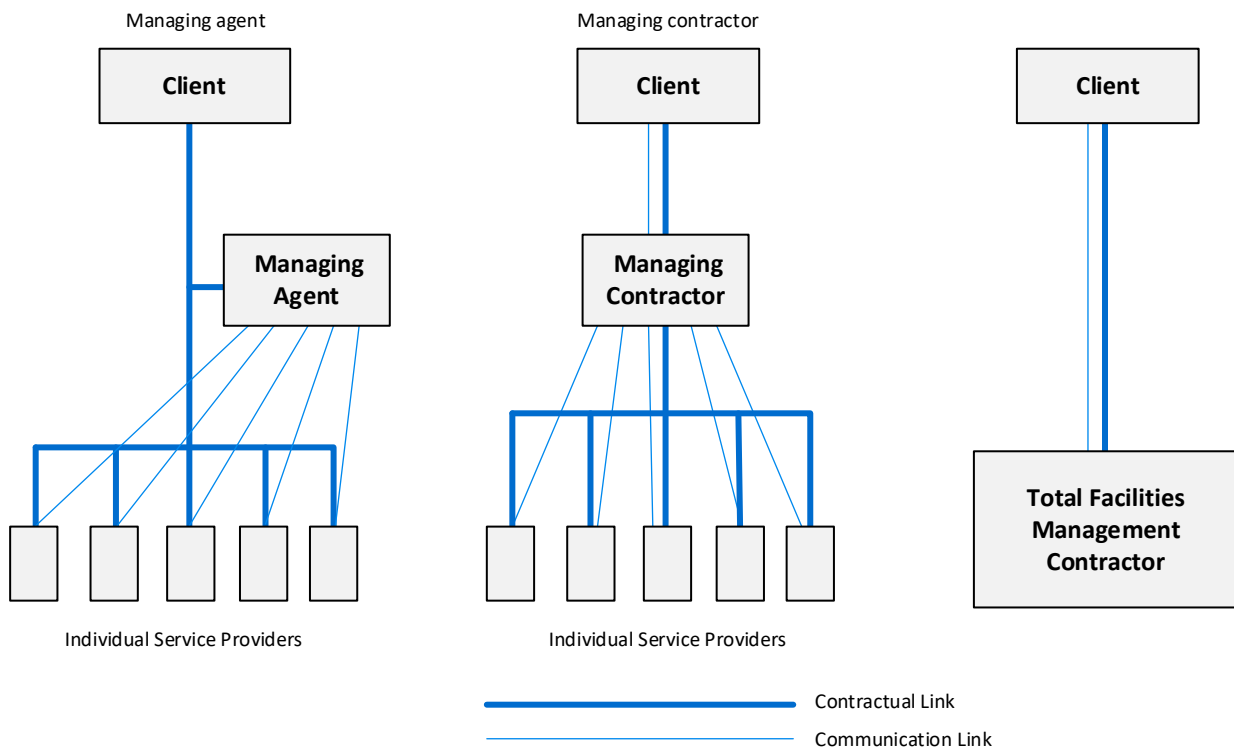 Managing agent
Managing contractor
Client
Client
Client
Managing
Agent
Managing
Contractor
Total Facilities
Management
Contractor
Individual Service Providers
Individual Service Providers
Contractual Link
Communication Link